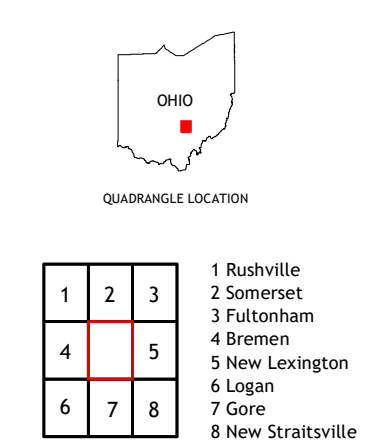 OHIO
QUADRANGLE LOCATION
1 2 3
4 5
6 7 8
1 Rushville
2 Somerset
3 Fultonham
4 Bremen
5 New Lexington
6 Logan
7 Gore
8 New Straitsville